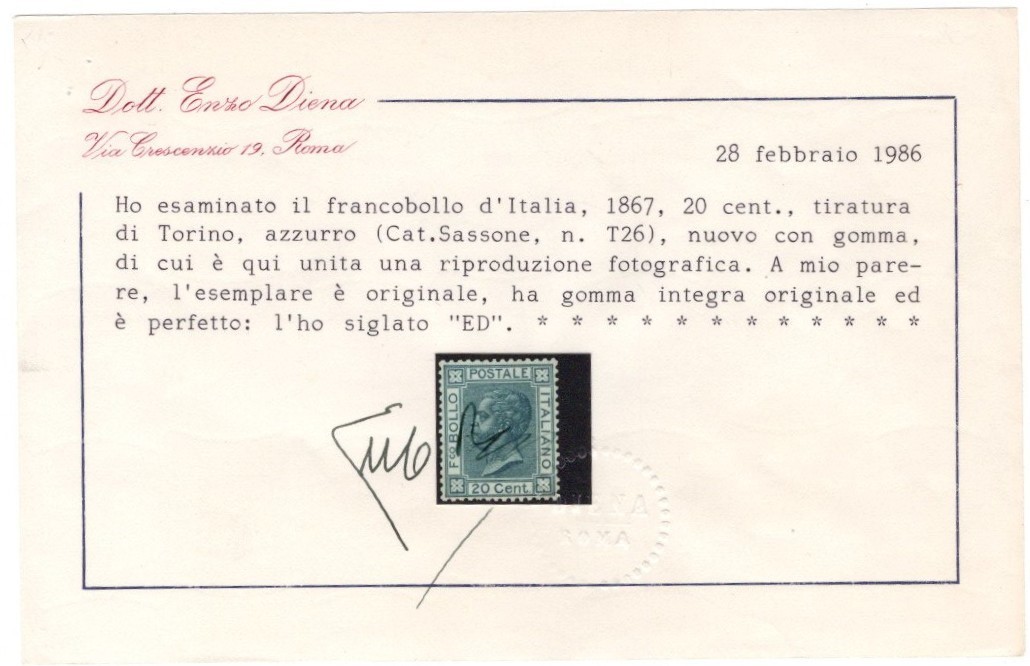 Dott. Enzo Diena
Via Crescenzio 19, Roma
28 febbraio 1986
Ho esaminato il francobollo d'Italia, 1867, 20 cent., tiratura
di Torino, azzurro (Cat.Sassone, n. T26), nuovo con gomma,
di cui è qui unita una riproduzione fotografica. A mio pare-
re, l'esemplare è originale, ha gomma integra originale ed
è perfetto: l'ho siglato "ED". * * * * * * * * * * * *
POSTALE
F.co BOLLO
ITALIANO
20 Cent.